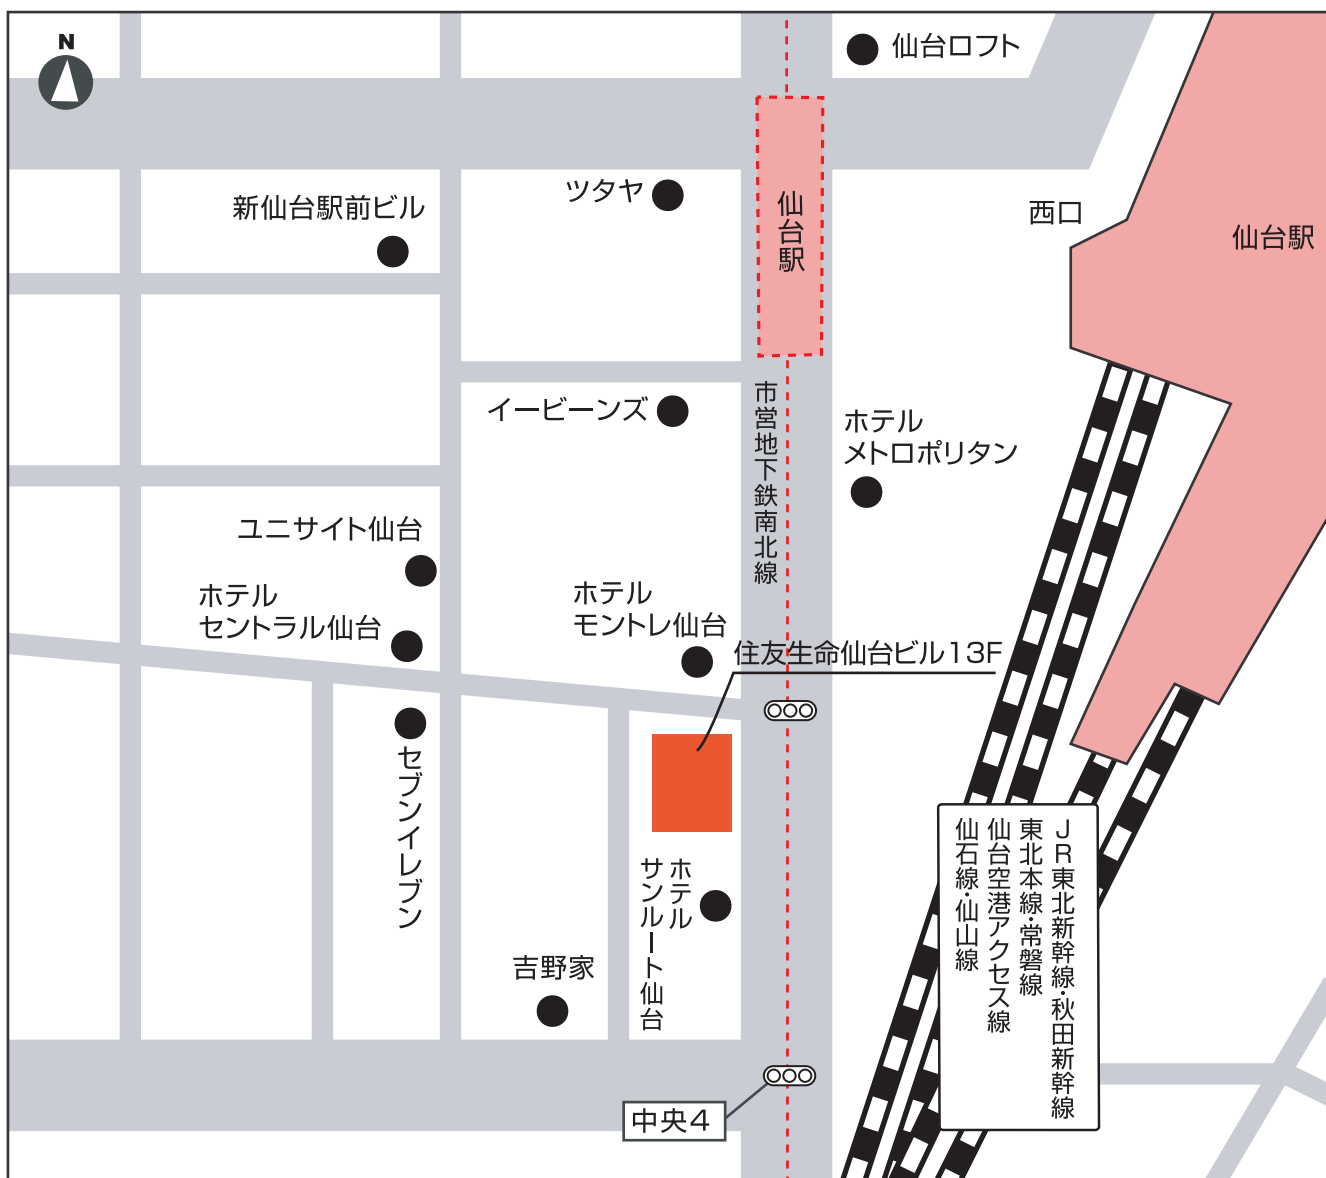 N
仙台ロフト
ツタヤ
新仙台駅前ビル
仙台駅
西口
仙台駅
イービーンズ
市営地下鉄南北線
ホテル
メトロポリタン
ユニサイト仙台
ホテル
セントラル仙台
ホテル
モントレ仙台
住友生命仙台ビル13F
セブンイレブン
ホテル
サンルート仙台
吉野家
中央4
JR東北新幹線・秋田新幹線
東北本線・常磐線
仙台空港アクセス線
仙石線・仙山線